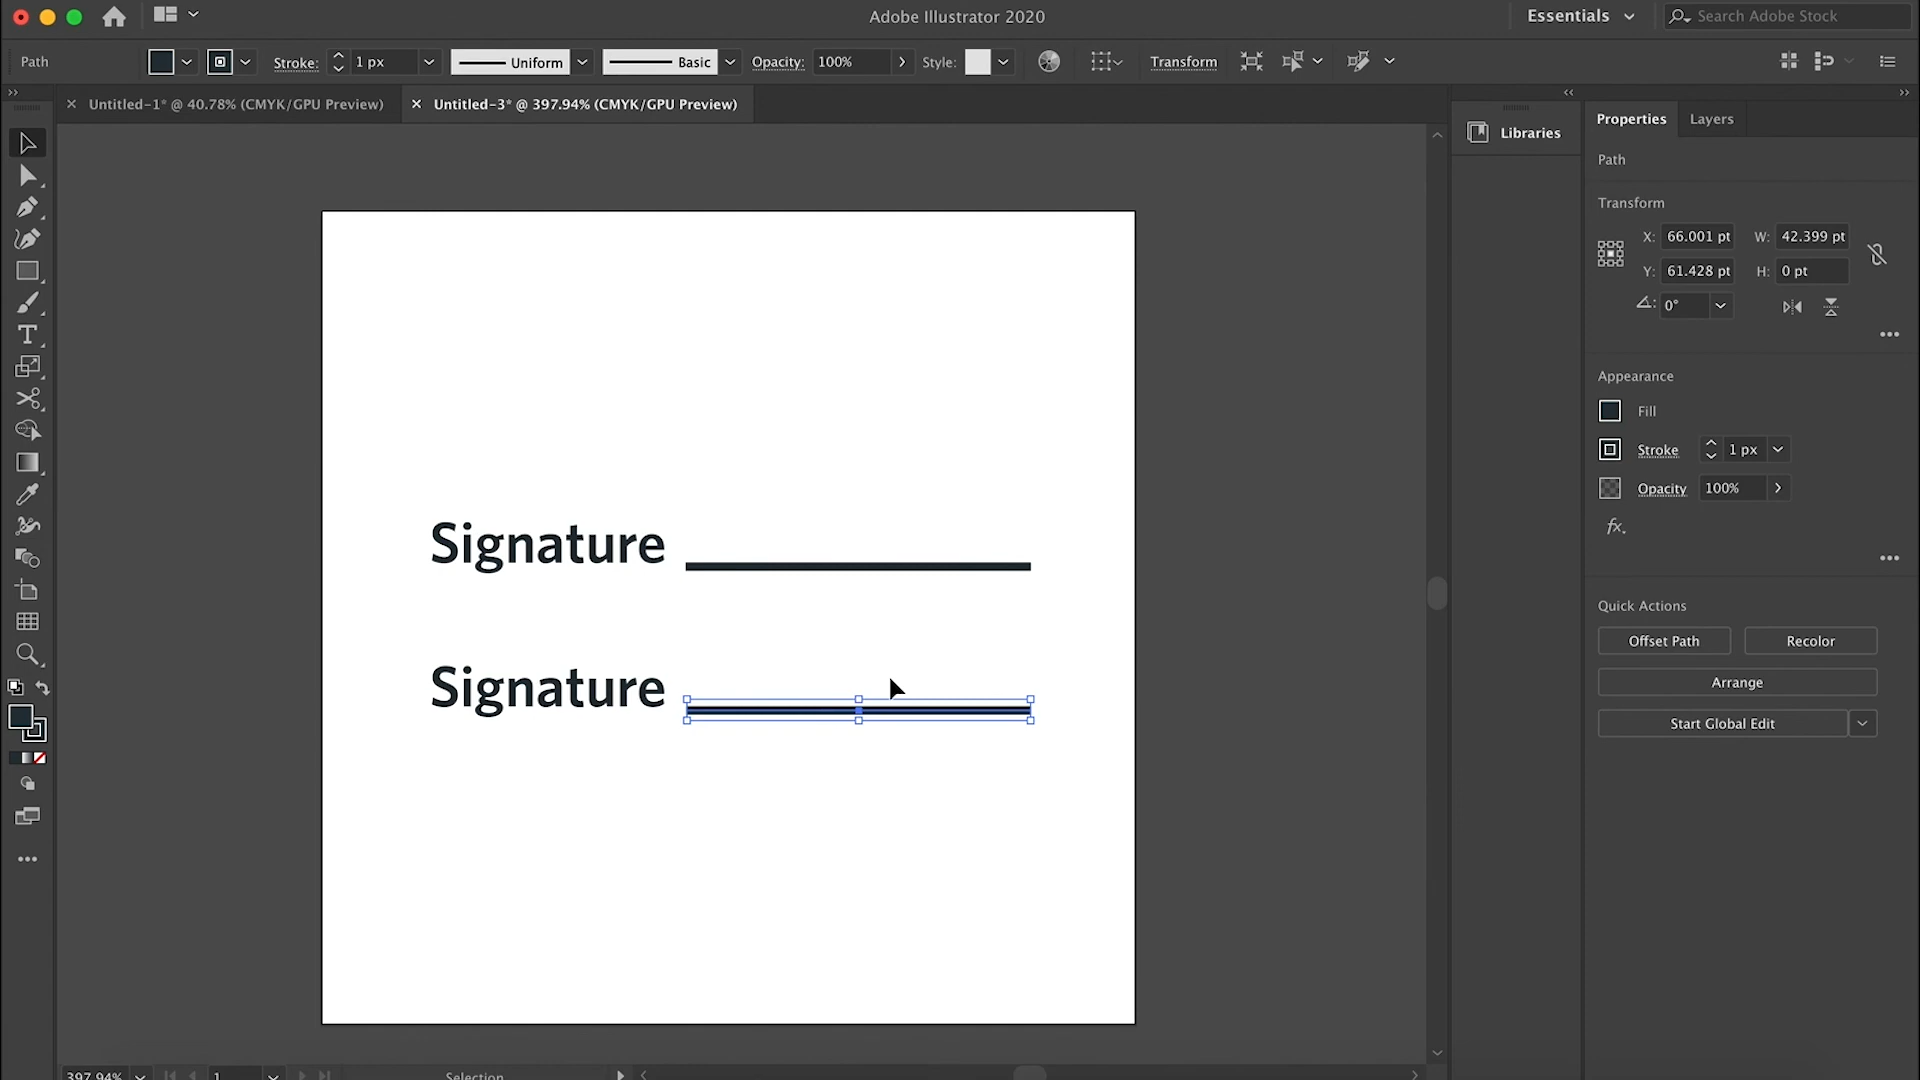 Adobe Illustrator 2020
Essentials
Search Adobe Stock
Path
Stroke:
1 px
Uniform
Basic
Opacity:
100%
Style:
Transform
Untitled-1* @ 40.78% (CMYK/GPU Preview)
Untitled-3* @ 397.94% (CMYK/GPU Preview)
Libraries
Properties
Layers
Path
Transform
X: 66.001 pt
W: 42.399 pt
Y: 61.428 pt
H: 0 pt
0°
Appearance
Fill
Stroke
1 px
Opacity
100%
fx.
Quick Actions
Offset Path
Recolor
Arrange
Start Global Edit
Signature
Signature
397.94%
1
Selection